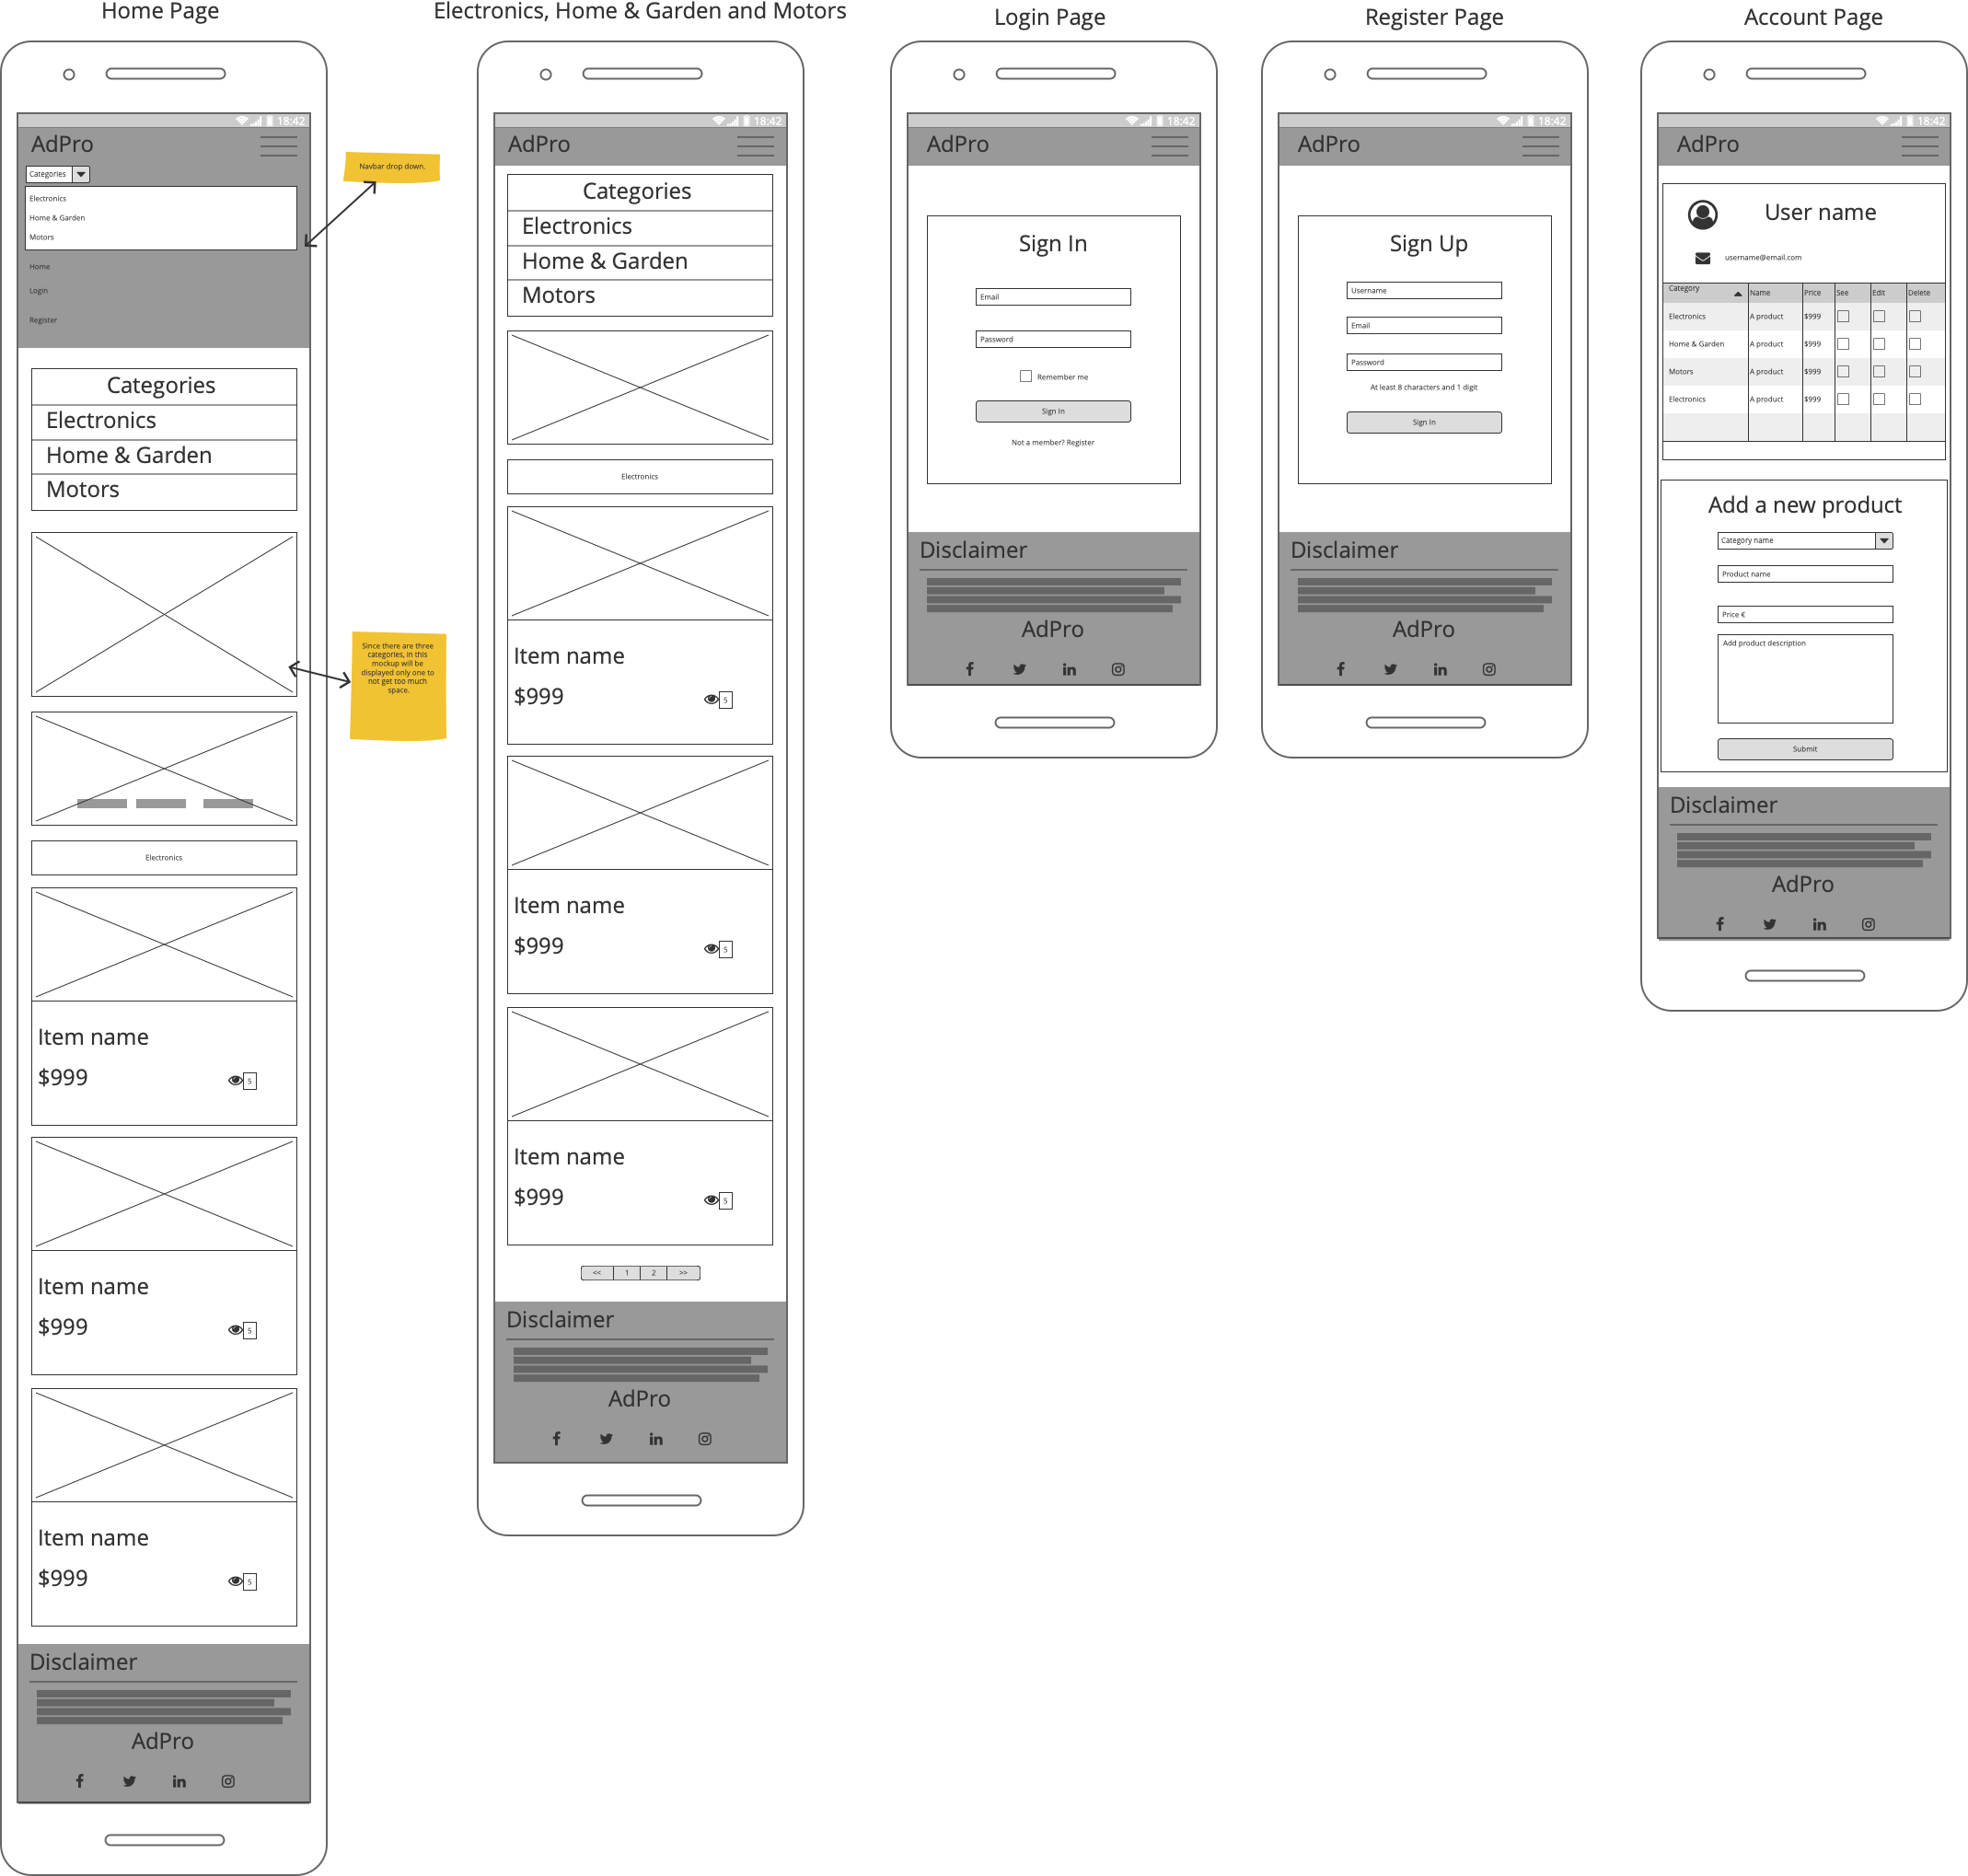 Home Page
18:42
AdPro
Categories
Electronics
Home & Garden
Motors
Home
Login
Register
Navbar drop down.
Categories
Electronics
Home & Garden
Motors
Since there are three
categories, in this
mockup will be
displayed only one to
not get too much
space.
Electronics
Item name
$999
5
Item name
$999
5
Item name
$999
5
Disclaimer
AdPro
Electronics, Home & Garden and Motors
18:42
AdPro
Categories
Electronics
Home & Garden
Motors
Electronics
Item name
$999
5
Item name
$999
5
Item name
$999
5
<< 1 2 >>
Disclaimer
AdPro
Login Page
18:42
AdPro
Sign In
Email
Password
Remember me
Sign In
Not a member? Register
Disclaimer
AdPro
Register Page
18:42
AdPro
Sign Up
Username
Email
Password
At least 8 characters and 1 digit
Sign In
Disclaimer
AdPro
Account Page
18:42
AdPro
User name
username@email.com
Category Name Price See Edit Delete
Electronics A product $999
Home & Garden A product $999
Motors A product $999
Electronics A product $999
Add a new product
Category name
Product name
Price €
Add product description
Submit
Disclaimer
AdPro